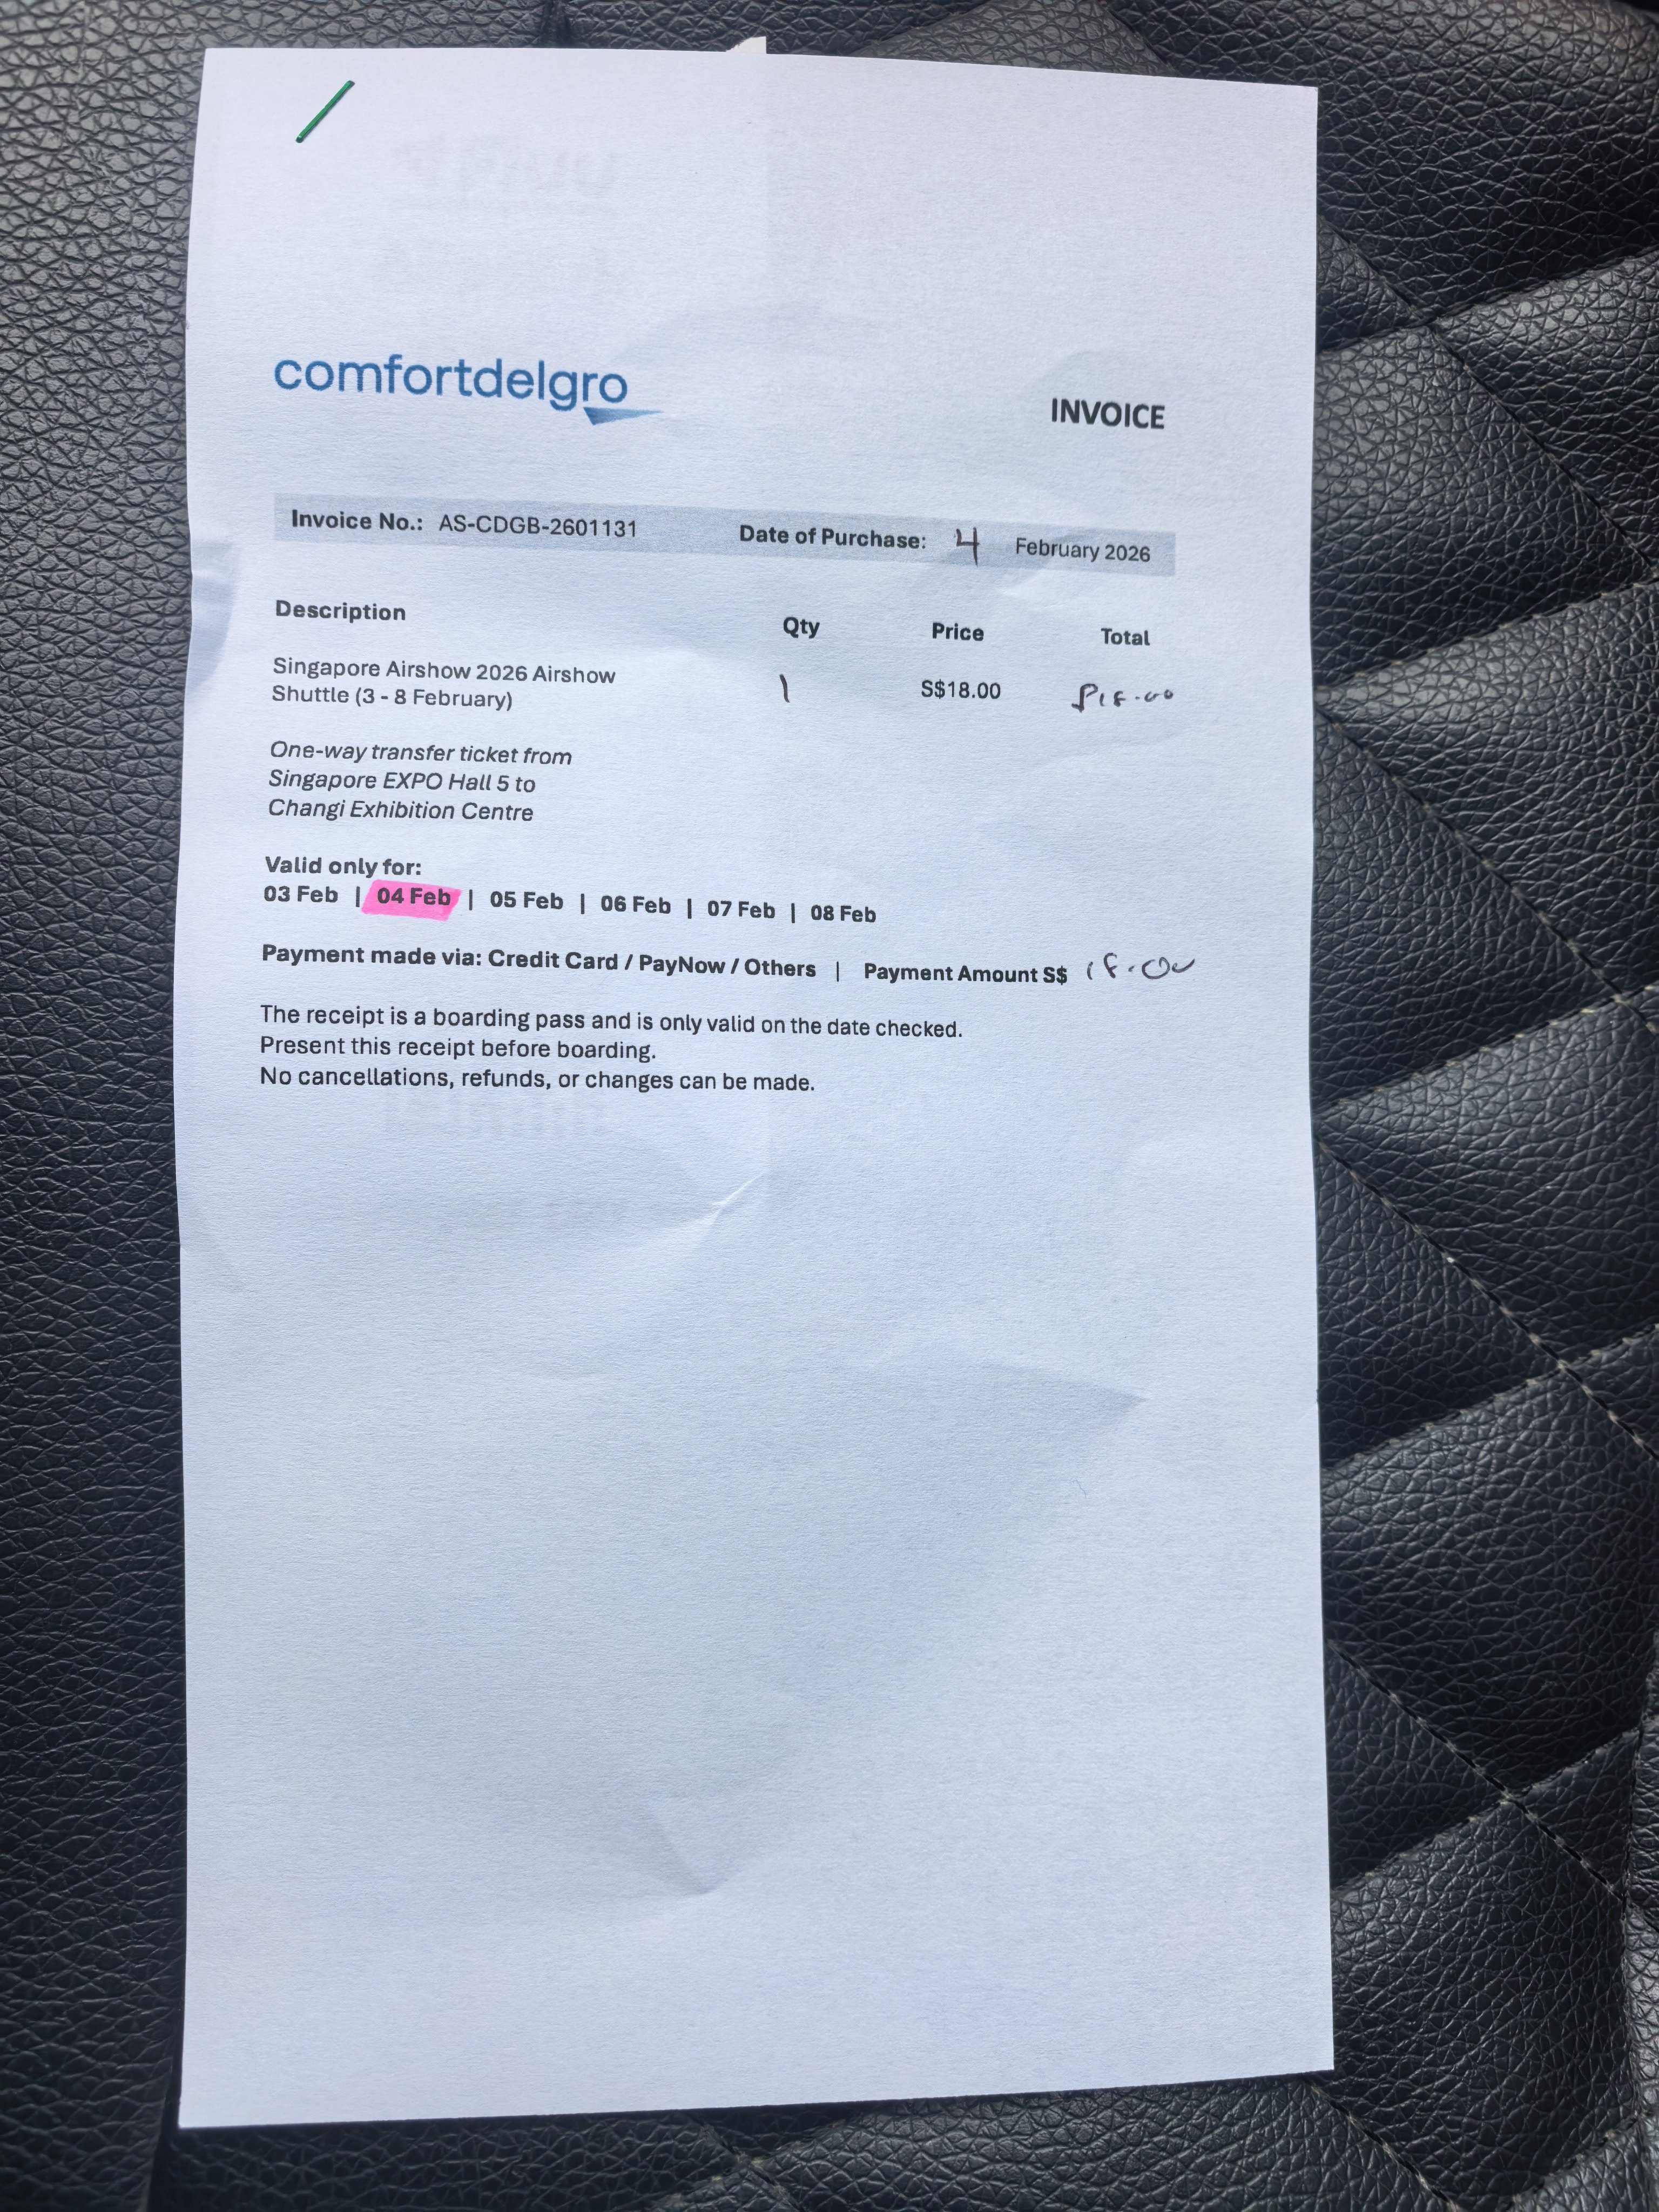 comfortdelgro
INVOICE
Invoice No.: AS-CDGB-2601131 Date of Purchase: 4 February 2026
Description Qty Price Total
Singapore Airshow 2026 Airshow
Shuttle (3 - 8 February) 1 S$18.00 $18.00
One-way transfer ticket from
Singapore EXPO Hall 5 to
Changi Exhibition Centre
Valid only for:
03 Feb | 04 Feb | 05 Feb | 06 Feb | 07 Feb | 08 Feb
Payment made via: Credit Card / PayNow / Others | Payment Amount S$ 18.00
The receipt is a boarding pass and is only valid on the date checked.
Present this receipt before boarding.
No cancellations, refunds, or changes can be made.